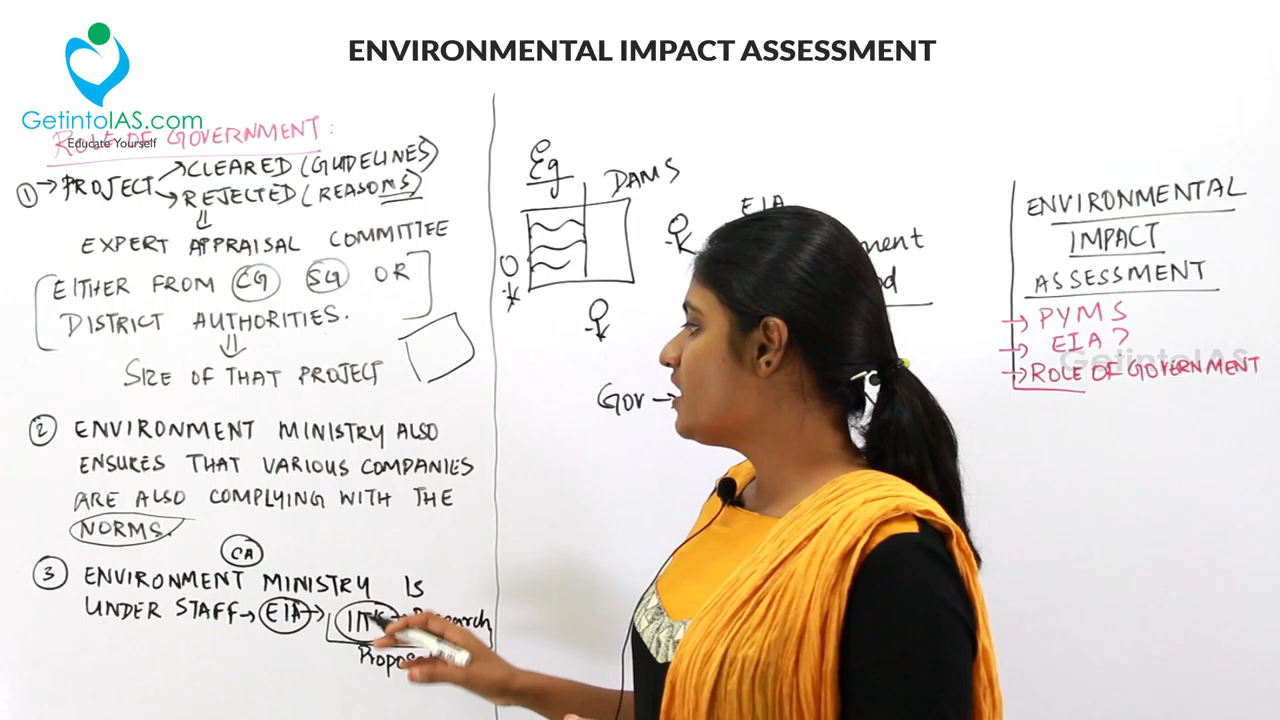 ENVIRONMENTAL IMPACT ASSESSMENT
GetintoIAS.com
Educate Yourself
ROLE OF GOVERNMENT:
① → PROJECT
CLEARED (GUIDELINES)
REJECTED (REASONS)
EXPERT APPRAISAL COMMITTEE
EITHER FROM CG SG OR
DISTRICT AUTHORITIES.
SIZE OF THAT PROJECT
② ENVIRONMENT MINISTRY ALSO
ENSURES THAT VARIOUS COMPANIES
ARE ALSO COMPLYING WITH THE
NORMS.
CA
③ ENVIRONMENT MINISTRY IS
UNDER STAFF → EIA →
Eg
DAMS
EIA
Gov →
ENVIRONMENTAL
IMPACT
ASSESSMENT
→ PYMS
→ EIA ?
→ ROLE OF GOVERNMENT
GetintoIAS